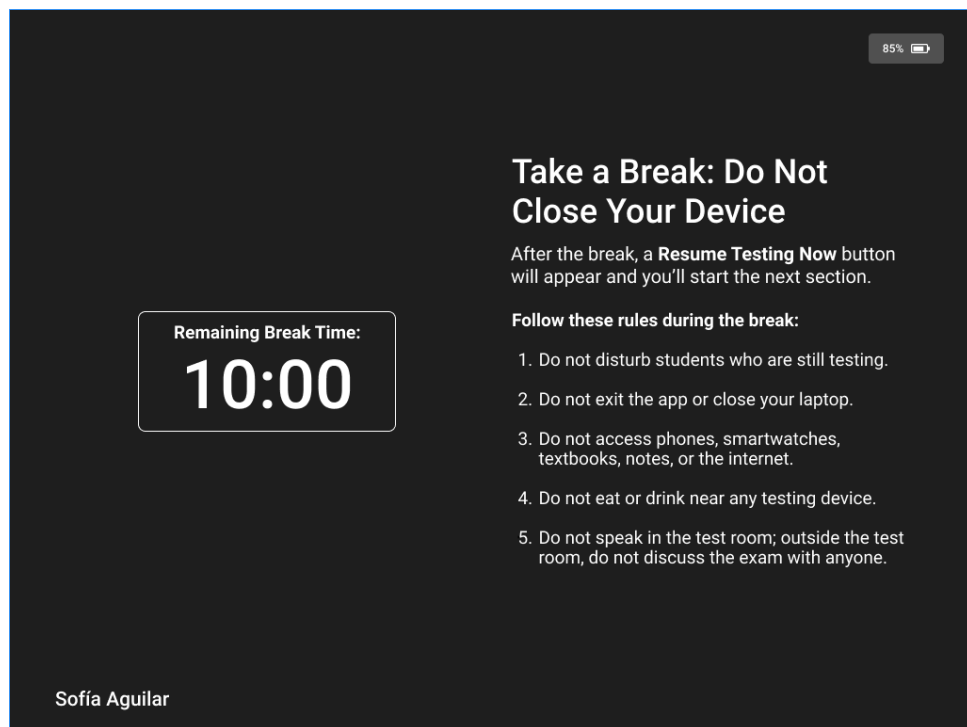 85%
Take a Break: Do Not
Close Your Device
After the break, a Resume Testing Now button
will appear and you’ll start the next section.
Remaining Break Time:
10:00
Follow these rules during the break:
1. Do not disturb students who are still testing.
2. Do not exit the app or close your laptop.
3. Do not access phones, smartwatches,
textbooks, notes, or the internet.
4. Do not eat or drink near any testing device.
5. Do not speak in the test room; outside the test
room, do not discuss the exam with anyone.
Sofía Aguilar